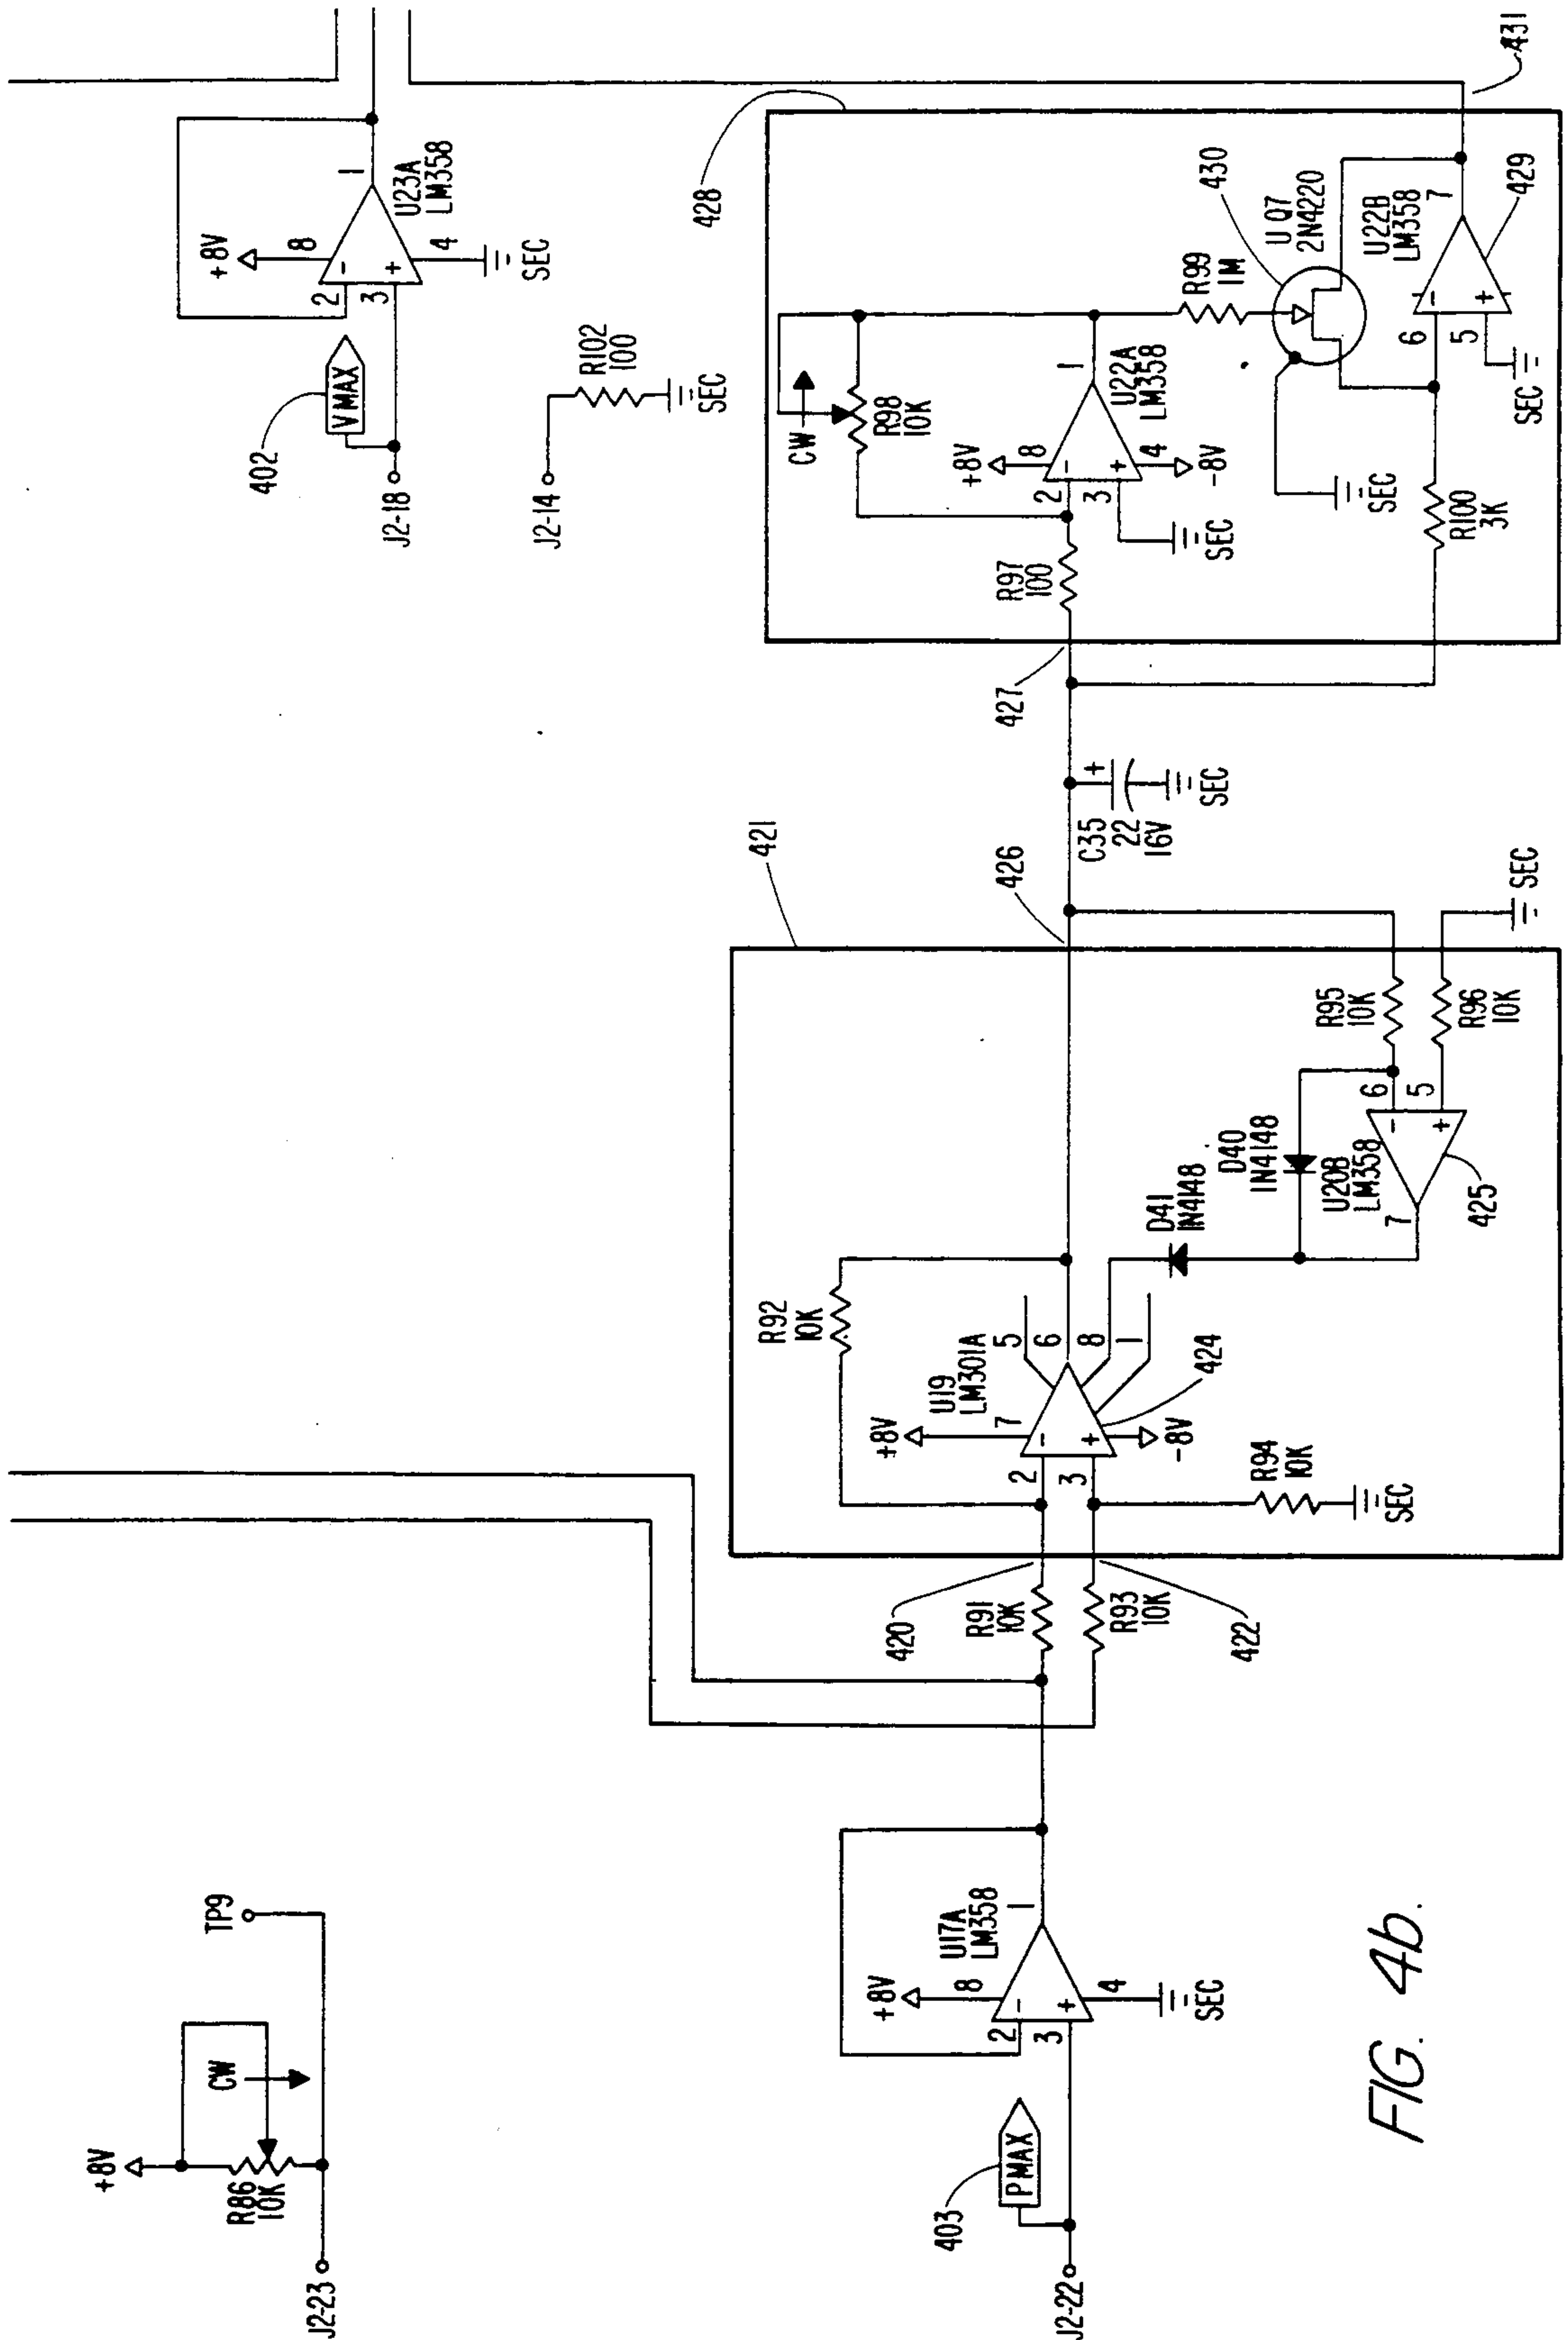 +8V
R86
10K
CW
TP9
J2-23
402
VMAX
J2-18
+8V
8
2
-
3
+
1
U23A
LM358
4
SEC
J2-14
R102
100
SEC
403
PMAX
J2-22
+8V
8
2
-
3
+
1
U17A
LM358
4
SEC
420
R91
10K
R93
10K
422
421
R92
10K
U19
LM301A
+8V
7
2
-
3
+
5
6
8
1
-8V
424
R94
10K
SEC
D41
1N4148
D40
1N4148
U20B
LM358
7
6
-
5
+
425
R95
10K
R96
10K
SEC
426
C35
22
16V
+
SEC
427
428
R97
100
CW
R98
10K
+8V
8
2
-
3
+
1
U22A
LM358
4
-8V
SEC
R99
1M
430
U Q7
2N4220
SEC
R100
3K
U22B
LM358
6
-
5
+
7
429
SEC
431
FIG. 4b.